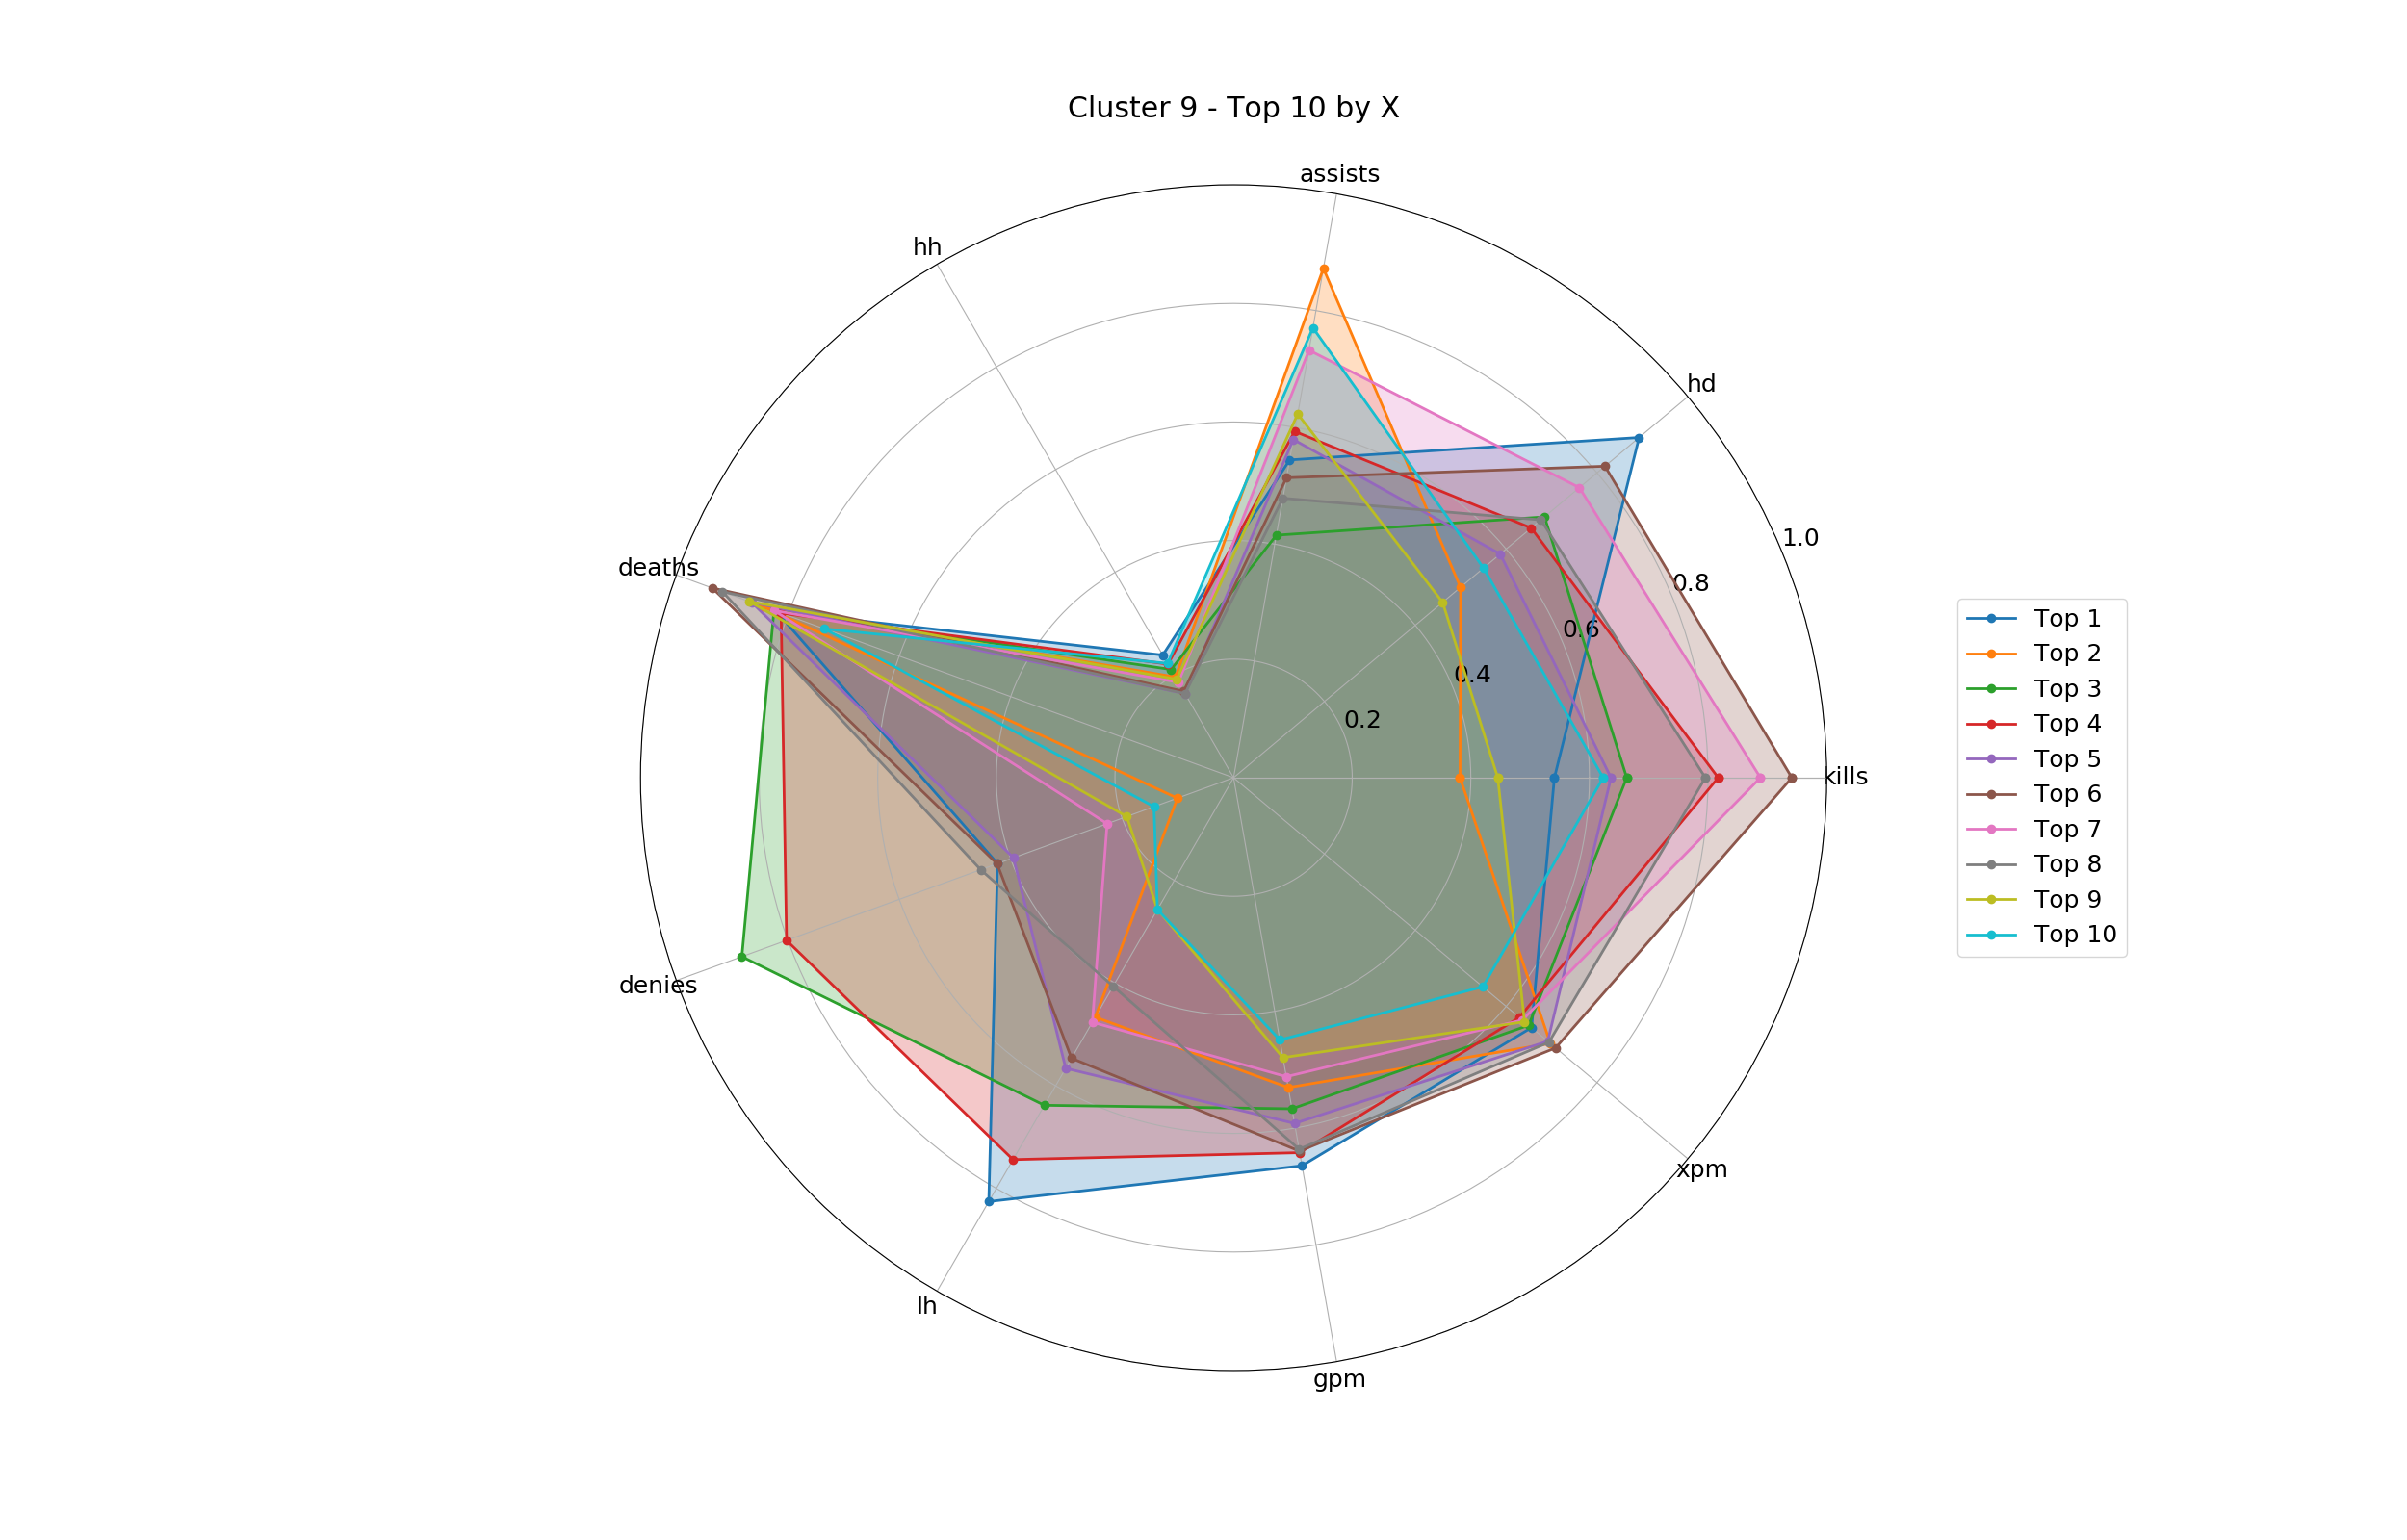 Cluster 9 - Top 10 by X
assists
hh
hd
1.0
deaths
0.8
0.6
0.4
0.2
kills
denies
xpm
lh
gpm
Top 1
Top 2
Top 3
Top 4
Top 5
Top 6
Top 7
Top 8
Top 9
Top 10